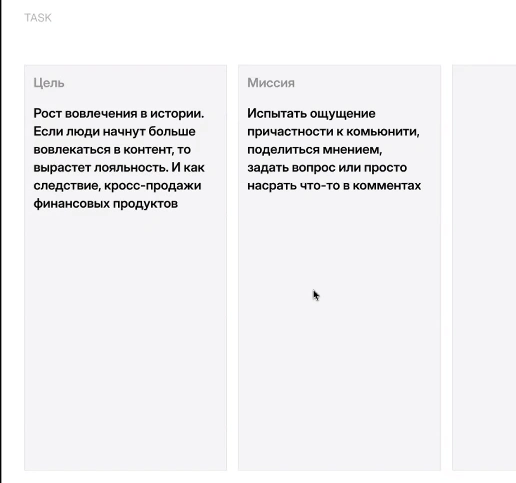 TASK
Цель
Рост вовлечения в истории.
Если люди начнут больше
вовлекаться в контент, то
вырастет лояльность. И как
следствие, кросс-продажи
финансовых продуктов
Миссия
Испытать ощущение
причастности к комьюнити,
поделиться мнением,
задать вопрос или просто
насрать что-то в комментах